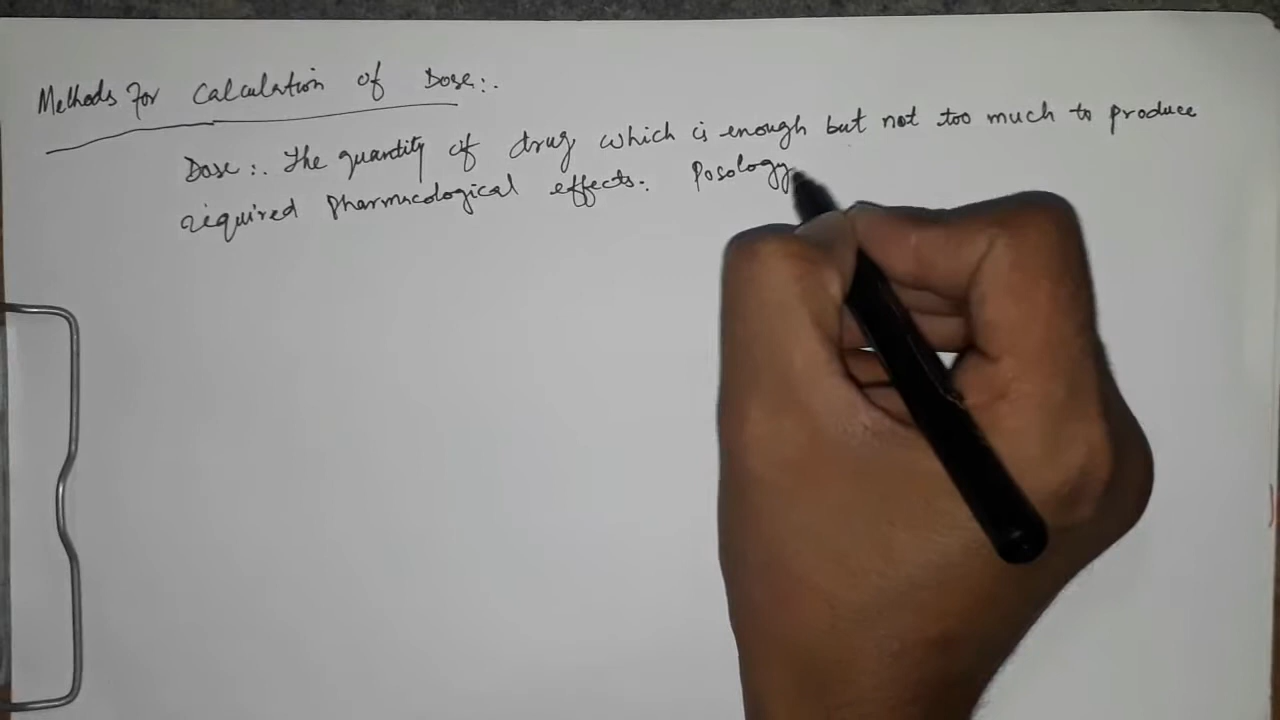 Methods For Calculation of Dose:.
Dose:. The quantity of drug which is enough but not too much to produce
required Pharmacological effects. Posology